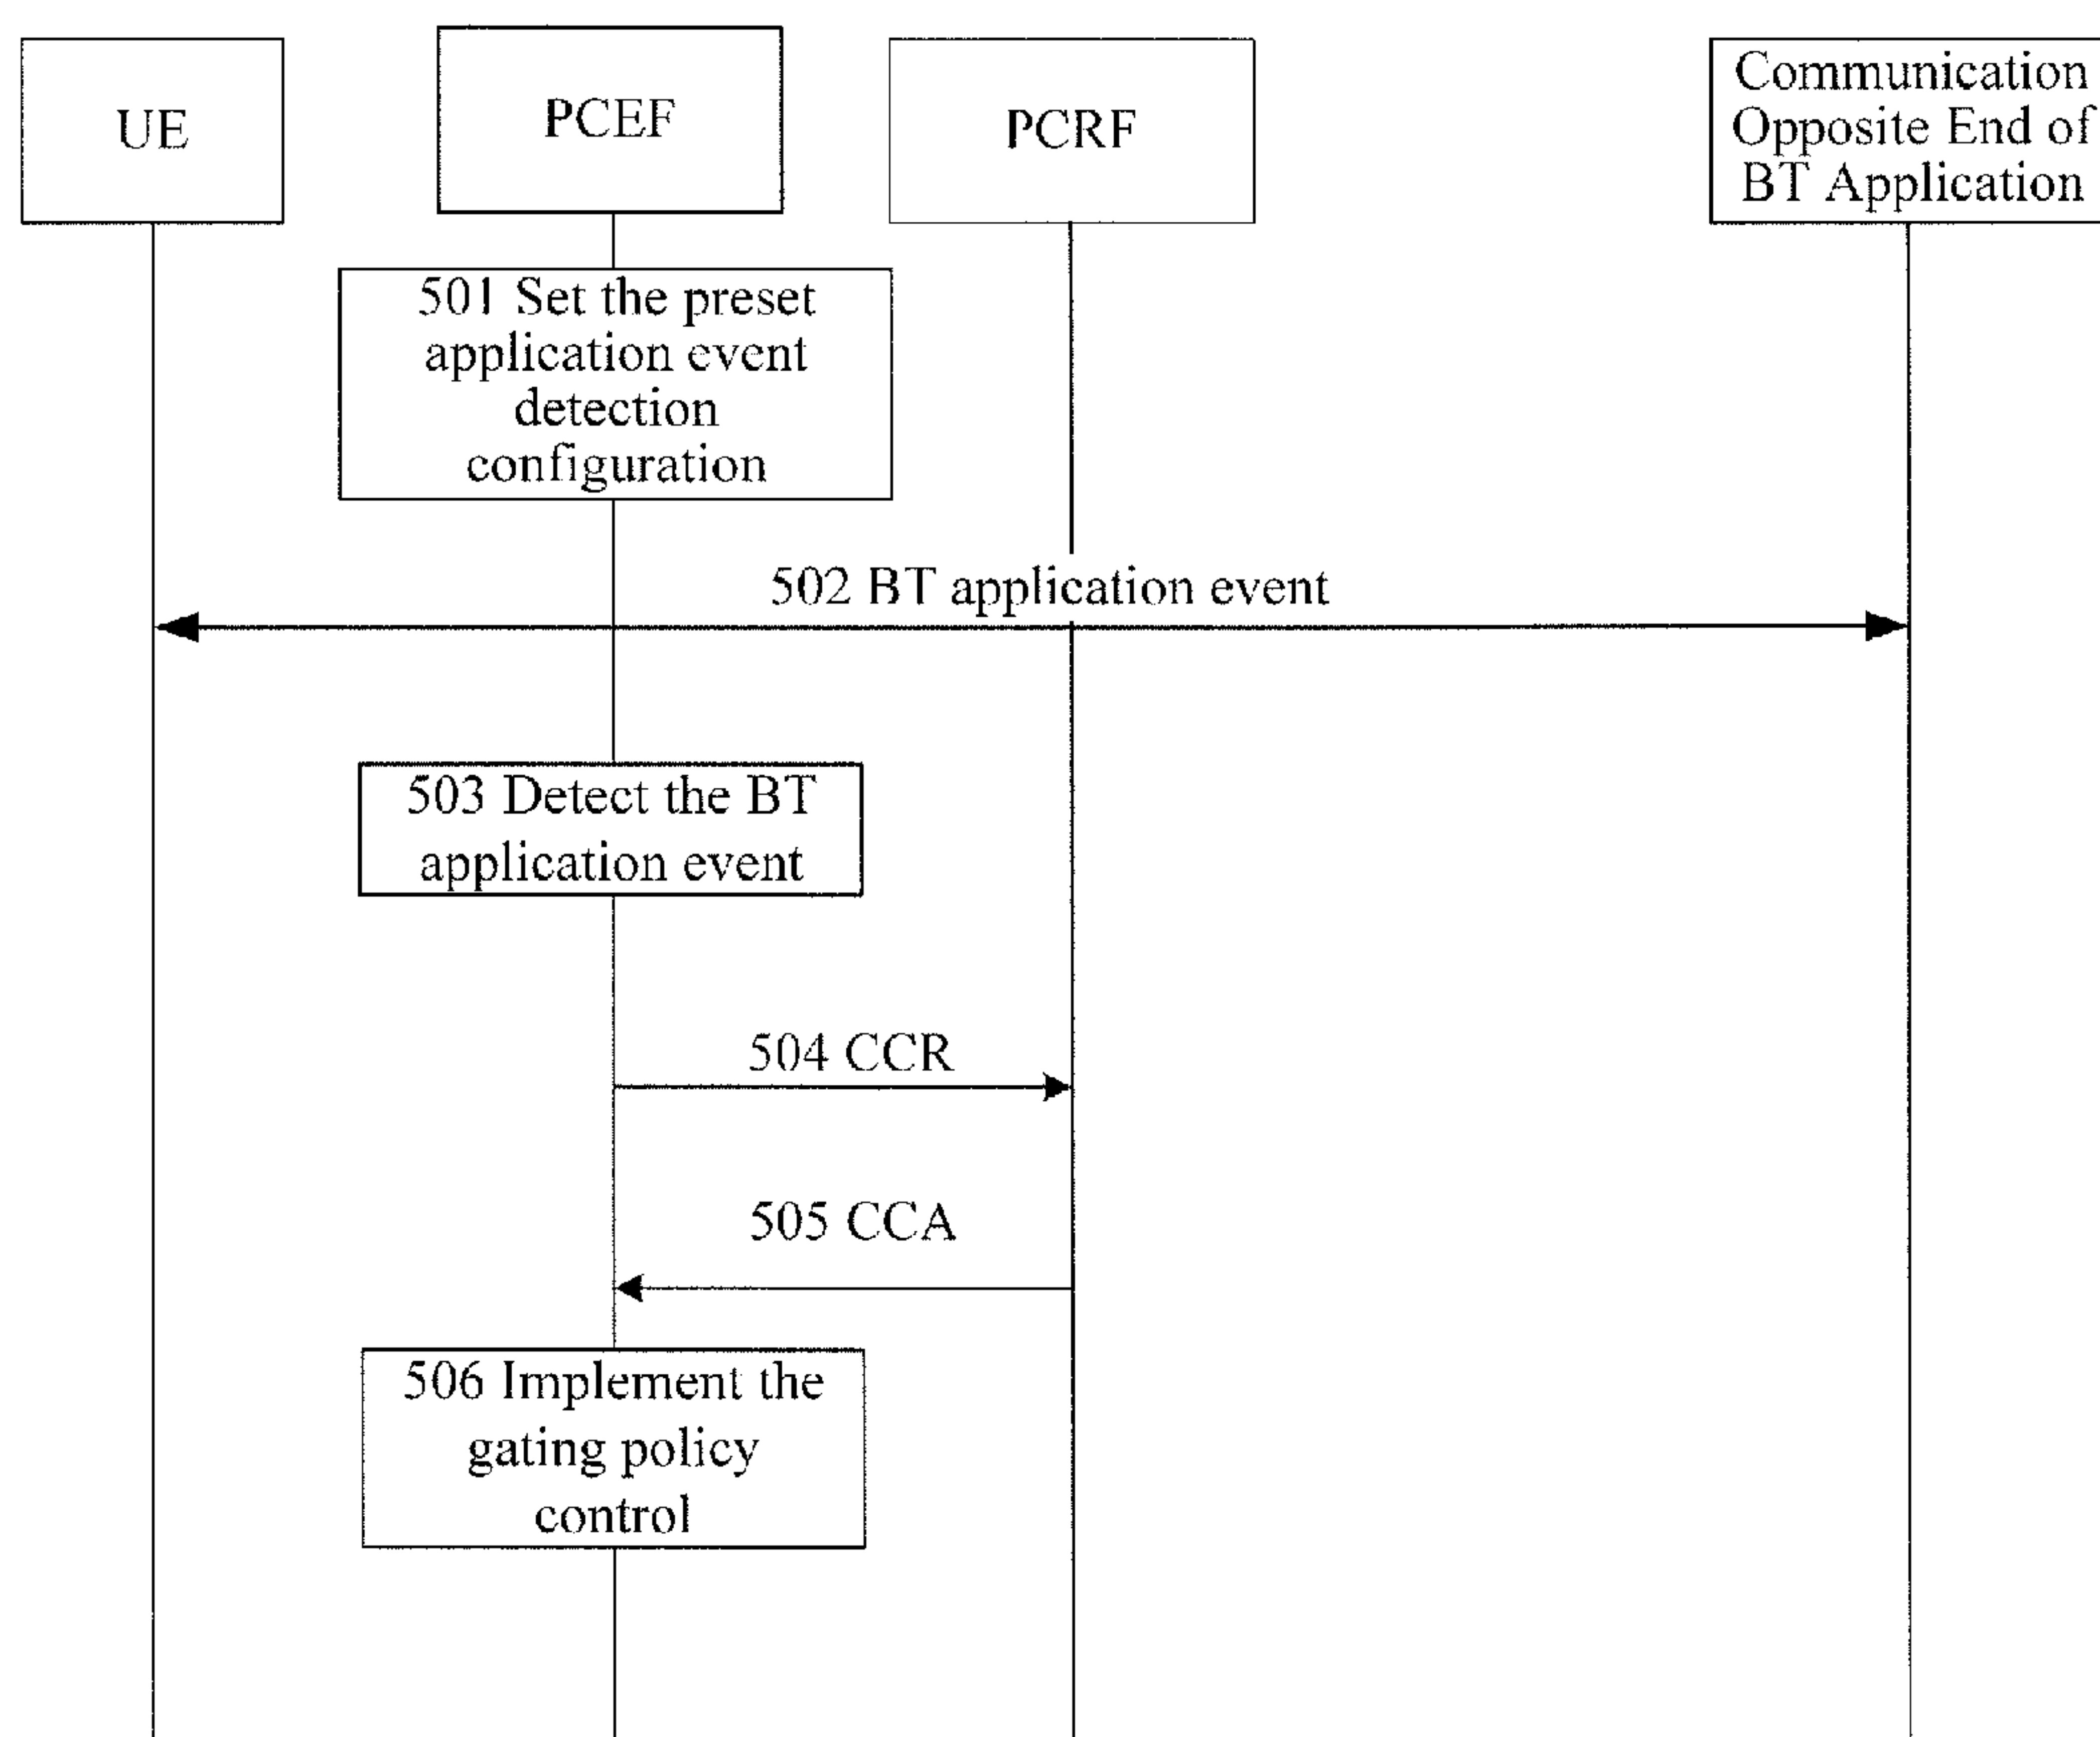 UE
PCEF
PCRF
Communication
Opposite End of
BT Application
501 Set the preset
application event
detection
configuration
502 BT application event
503 Detect the BT
application event
504 CCR
505 CCA
506 Implement the
gating policy
control